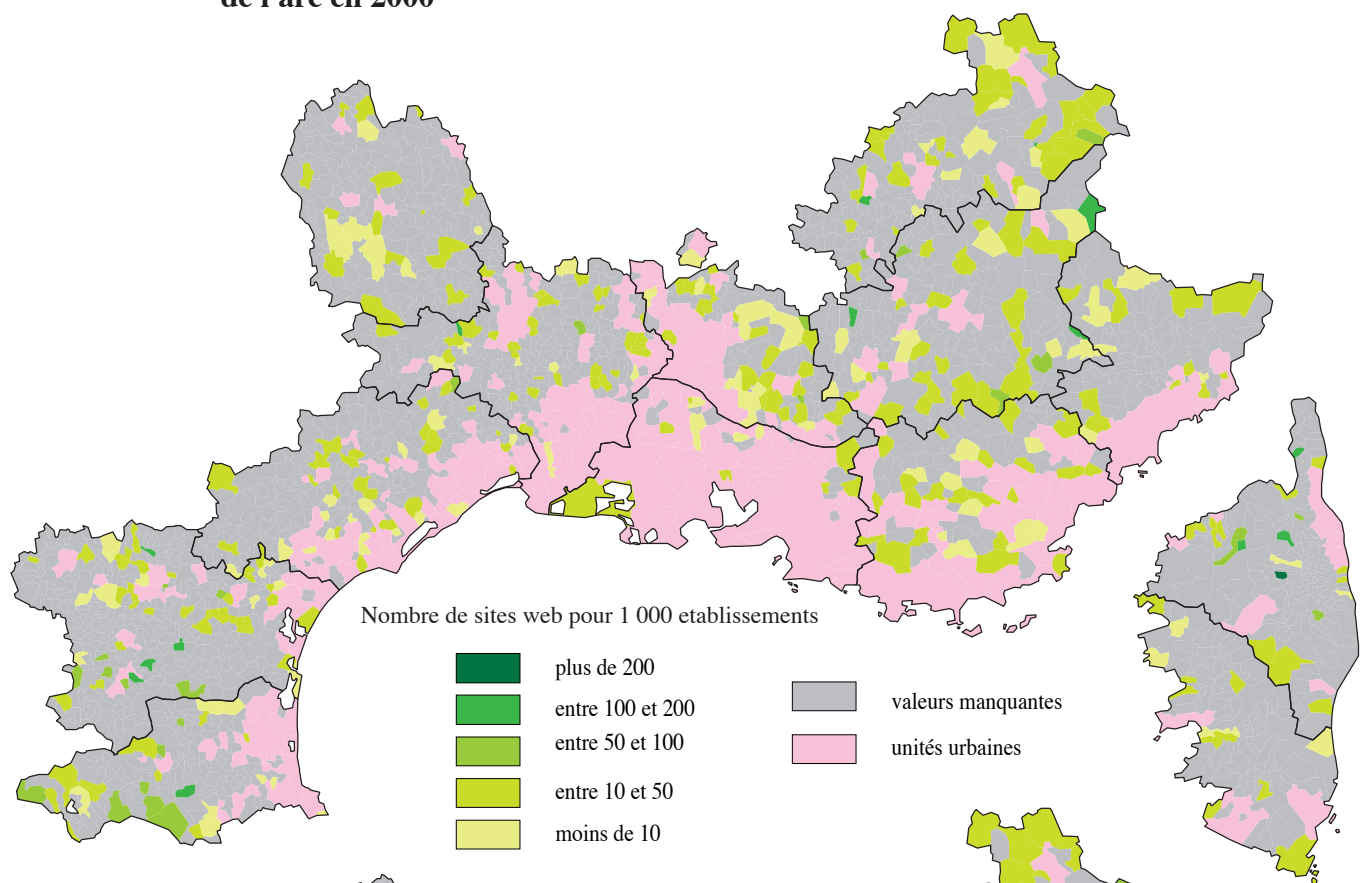 de l'arc en 2000
Nombre de sites web pour 1 000 etablissements
plus de 200
entre 100 et 200
entre 50 et 100
entre 10 et 50
moins de 10
valeurs manquantes
unités urbaines